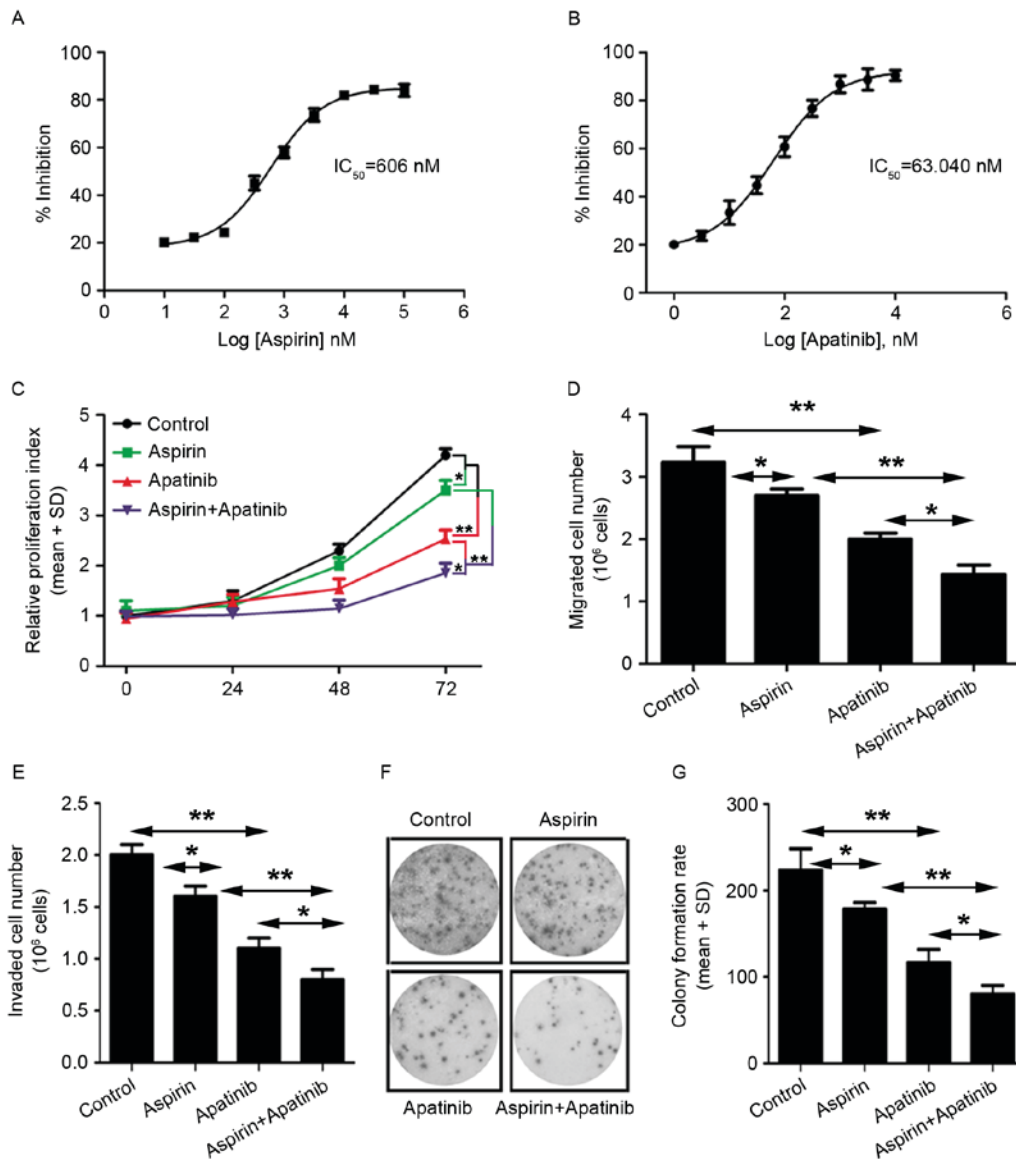 A
100
80
60
40
20
0
% Inhibition
IC50=606 nM
0 1 2 3 4 5 6
Log [Aspirin] nM
B
100
80
60
40
20
0
% Inhibition
IC50=63.040 nM
0 2 4 6
Log [Apatinib], nM
C
Relative proliferation index
(mean + SD)
5
4
3
2
1
0
Control
Aspirin
Apatinib
Aspirin+Apatinib
*
**
**
*
0 24 48 72
D
Migrated cell number
(10⁶ cells)
4
3
2
1
0
**
*
**
*
Control
Aspirin
Apatinib
Aspirin+Apatinib
E
Invaded cell number
(10⁶ cells)
2.5
2.0
1.5
1.0
0.5
0.0
**
*
**
*
Control
Aspirin
Apatinib
Aspirin+Apatinib
F
Control Aspirin
Apatinib Aspirin+Apatinib
G
Colony formation rate
(mean + SD)
300
200
100
0
**
*
**
*
Control
Aspirin
Apatinib
Aspirin+Apatinib